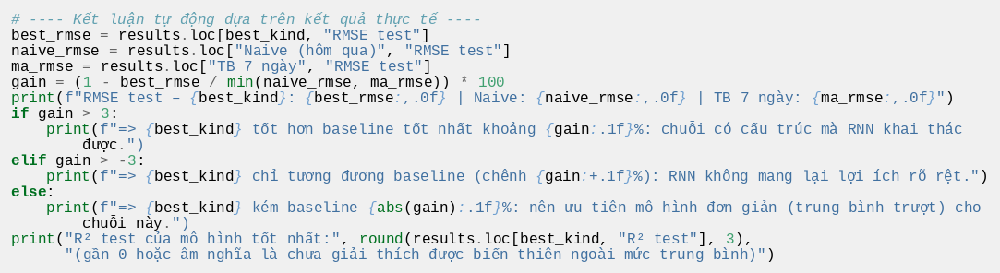 # ---- Kết luận tự động dựa trên kết quả thực tế ----
best_rmse = results.loc[best_kind, "RMSE test"]
naive_rmse = results.loc["Naive (hôm qua)", "RMSE test"]
ma_rmse = results.loc["TB 7 ngày", "RMSE test"]
gain = (1 - best_rmse / min(naive_rmse, ma_rmse)) * 100
print(f"RMSE test – {best_kind}: {best_rmse:,.0f} | Naive: {naive_rmse:,.0f} | TB 7 ngày: {ma_rmse:,.0f}")
if gain > 3:
    print(f"=> {best_kind} tốt hơn baseline tốt nhất khoảng {gain:.1f}%: chuỗi có cấu trúc mà RNN khai thác
        được.")
elif gain > -3:
    print(f"=> {best_kind} chỉ tương đương baseline (chênh {gain:+.1f}%): RNN không mang lại lợi ích rõ rệt.")
else:
    print(f"=> {best_kind} kém baseline {abs(gain):.1f}%: nên ưu tiên mô hình đơn giản (trung bình trượt) cho
        chuỗi này.")
print("R² test của mô hình tốt nhất:", round(results.loc[best_kind, "R² test"], 3),
      "(gần 0 hoặc âm nghĩa là chưa giải thích được biến thiên ngoài mức trung bình)")